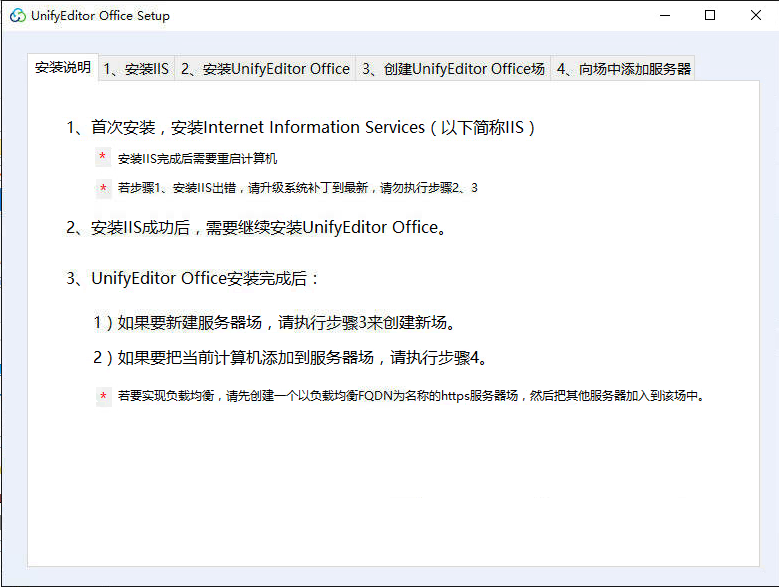 UnifyEditor Office Setup
安装说明 1、安装IIS 2、安装UnifyEditor Office 3、创建UnifyEditor Office场 4、向场中添加服务器
1、首次安装，安装Internet Information Services（以下简称IIS）
* 安装IIS完成后需要重启计算机
* 若步骤1、安装IIS出错，请升级系统补丁到最新，请勿执行步骤2、3
2、安装IIS成功后，需要继续安装UnifyEditor Office。
3、UnifyEditor Office安装完成后：
1）如果要新建服务器场，请执行步骤3来创建新场。
2）如果要把当前计算机添加到服务器场，请执行步骤4。
* 若要实现负载均衡，请先创建一个以负载均衡FQDN为名称的https服务器场，然后把其他服务器加入到该场中。